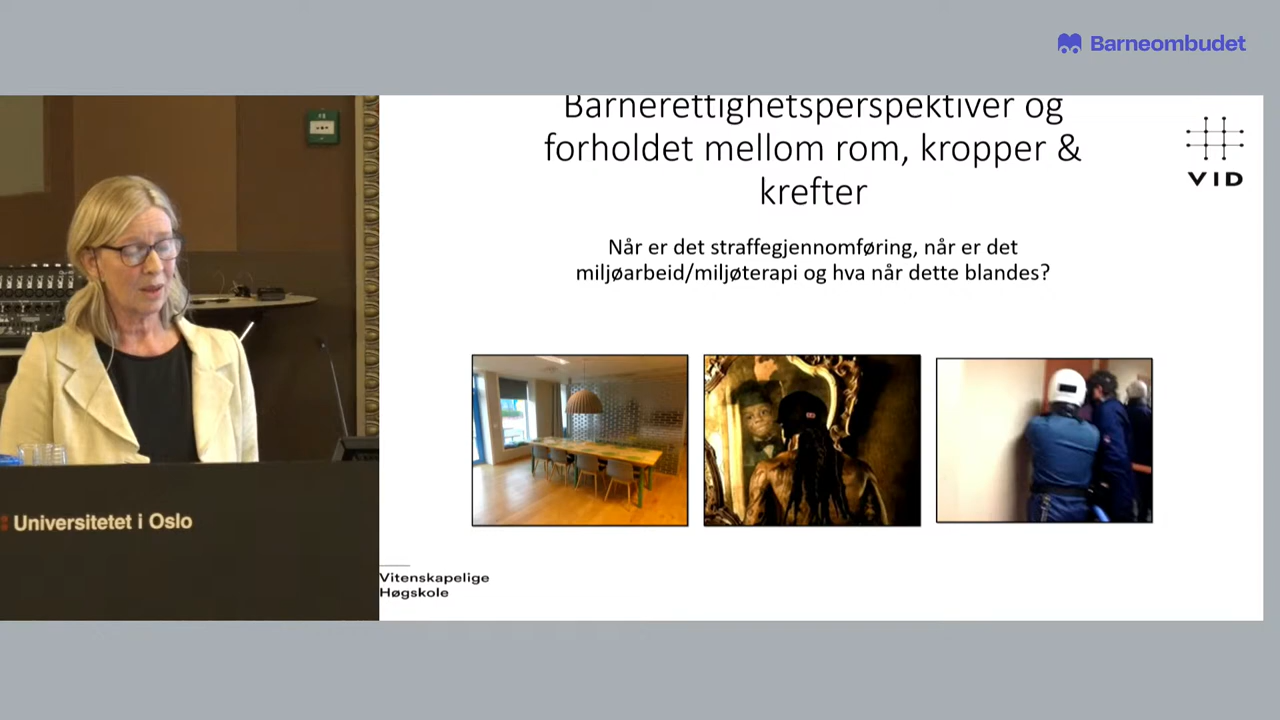 Barneombudet
Barnerettighetsperspektiver og
forholdet mellom rom, kropper &
krefter
VID
Når er det straffegjennomføring, når er det
miljøarbeid/miljøterapi og hva når dette blandes?
Universitetet i Oslo
Vitenskapelige
Høgskole